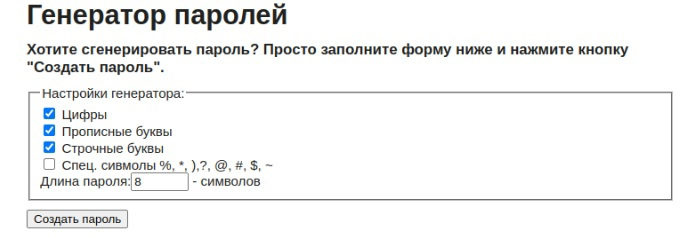 Генератор паролей
Хотите сгенерировать пароль? Просто заполните форму ниже и нажмите кнопку
"Создать пароль".
Настройки генератора:
Цифры
Прописные буквы
Строчные буквы
Спец. сивмолы %, *, ),?, @, #, $, ~
Длина пароля: 8 - символов
Создать пароль